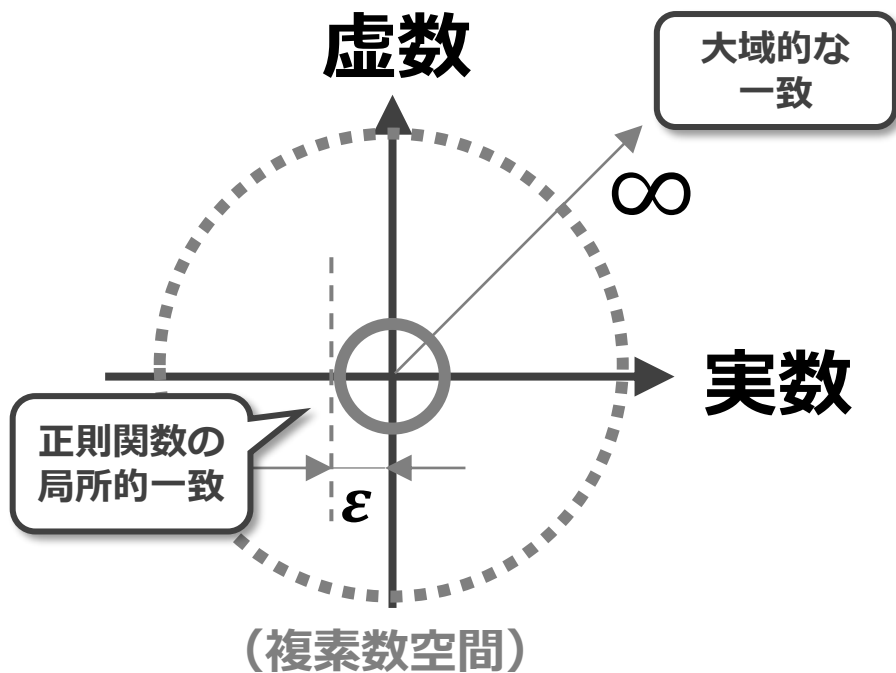 虚数
大域的な
一致
∞
実数
正則関数の
局所的一致
ε
（複素数空間）